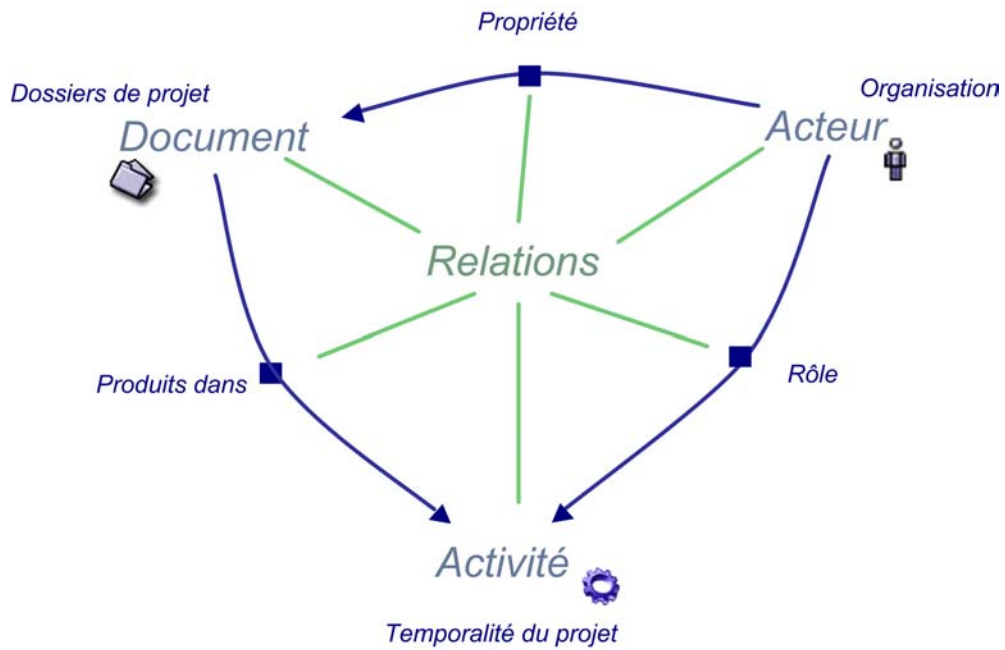 Propriété
Dossiers de projet
Organisation
Document
Acteur
Relations
Produits dans
Rôle
Activité
Temporalité du projet